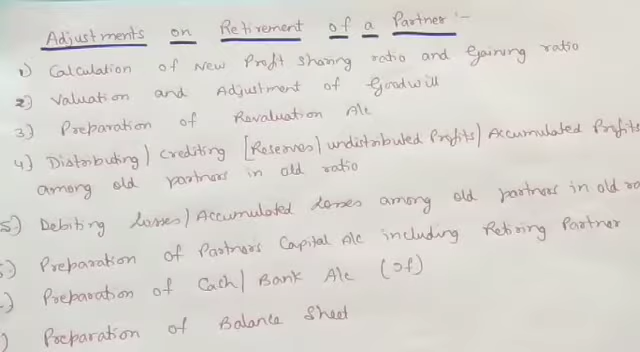 Adjustments on Retirement of a Partner :-
1) Calculation of New Profit sharing ratio and gaining ratio
2) Valuation and Adjustment of Goodwill
3) Preparation of Revaluation A/c
4) Distributing / crediting [Reserves / undistributed Profits / Accumulated Profits
among old partners in old ratio
5) Debiting losses / Accumulated losses among old partners in old ra
) Preparation of Partners Capital A/c including Retiring Partner
) Preparation of Cash / Bank A/c (Of)
) Preparation of Balance Sheet